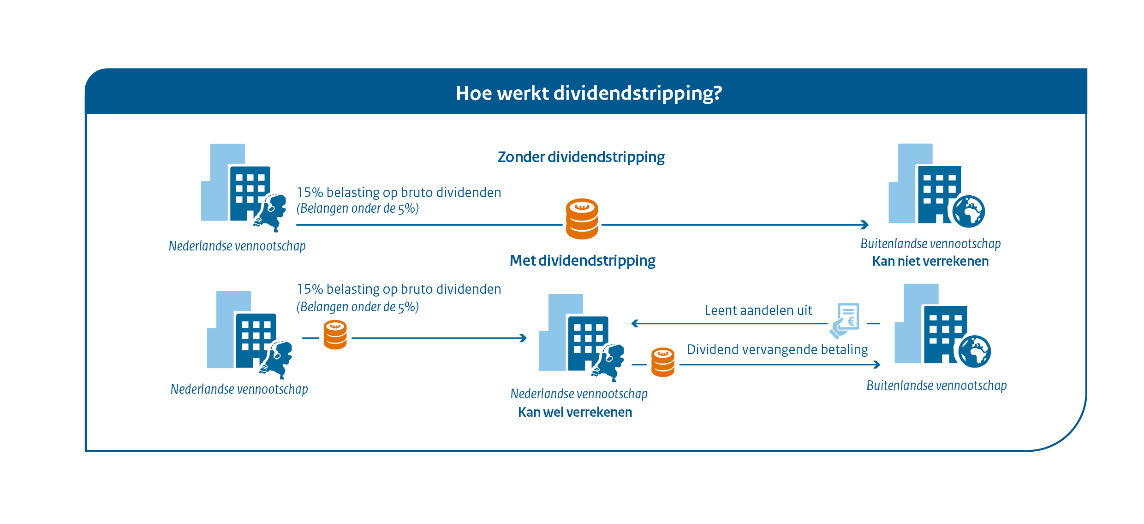 Hoe werkt dividendstripping?
Zonder dividendstripping
15% belasting op bruto dividenden
(Belangen onder de 5%)
Nederlandse vennootschap
Buitenlandse vennootschap
Kan niet verrekenen
Met dividendstripping
15% belasting op bruto dividenden
(Belangen onder de 5%)
Leent aandelen uit
€
Dividend vervangende betaling
Nederlandse vennootschap
Nederlandse vennootschap
Kan wel verrekenen
Buitenlandse vennootschap